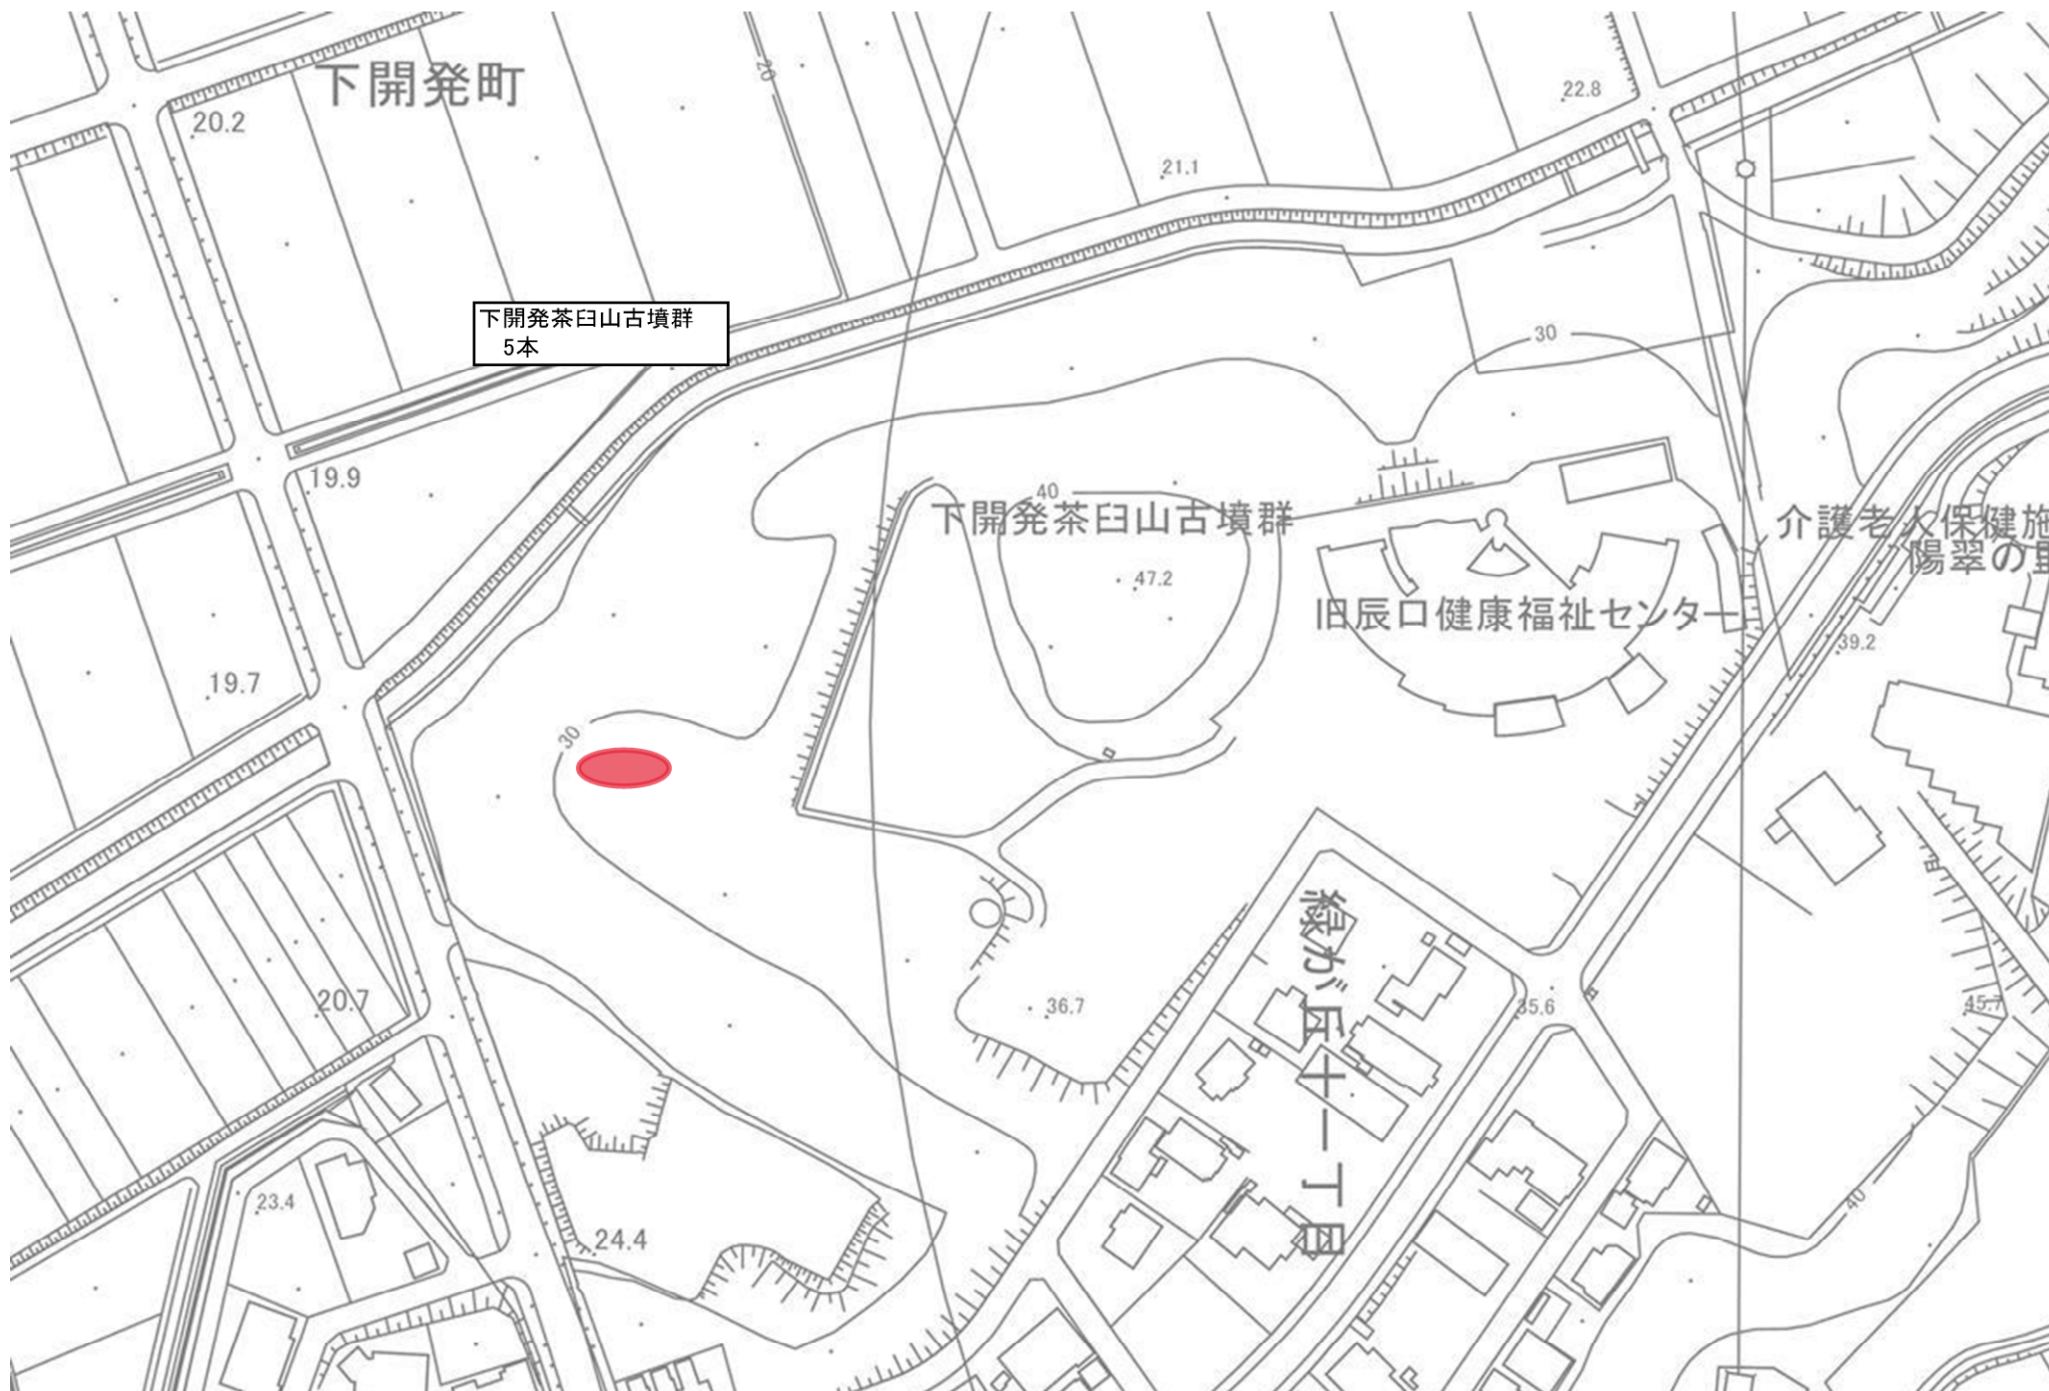 下開発町
20
22.8
20.2
21.1
下開発茶臼山古墳群
5本
30
19.9
40
下開発茶臼山古墳群
介護老人保健施
陽翠の里
47.2
旧辰口健康福祉センター
39.2
19.7
30
緑が丘十一丁目
20.7
36.7
35.6
45.7
23.4
40
24.4